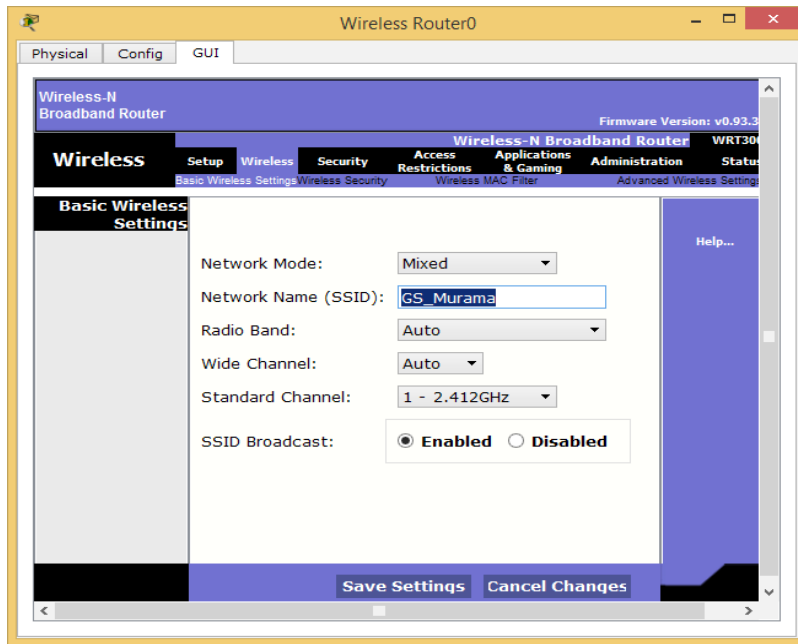 Wireless Router0
Physical Config GUI
Wireless-N
Broadband Router
Firmware Version: v0.93.3
Wireless-N Broadband Router WRT300
Wireless
Setup Wireless Security Access Restrictions Applications & Gaming Administration Status
Basic Wireless Settings Wireless Security Wireless MAC Filter Advanced Wireless Settings
Basic Wireless
Settings
Help...
Network Mode: Mixed
Network Name (SSID): GS_Murama
Radio Band: Auto
Wide Channel: Auto
Standard Channel: 1 - 2.412GHz
SSID Broadcast: Enabled Disabled
Save Settings Cancel Changes